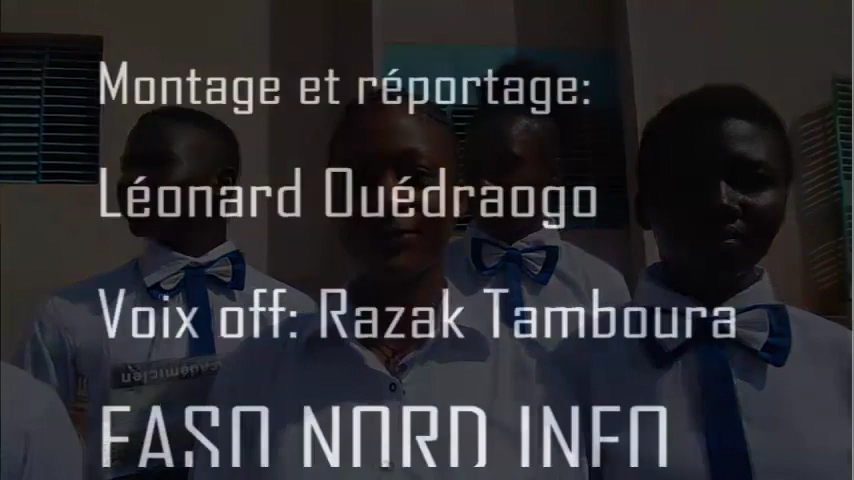 Montage et réportage:
Léonard Ouédraogo
Voix off: Razak Tamboura
FASO NORD INFO